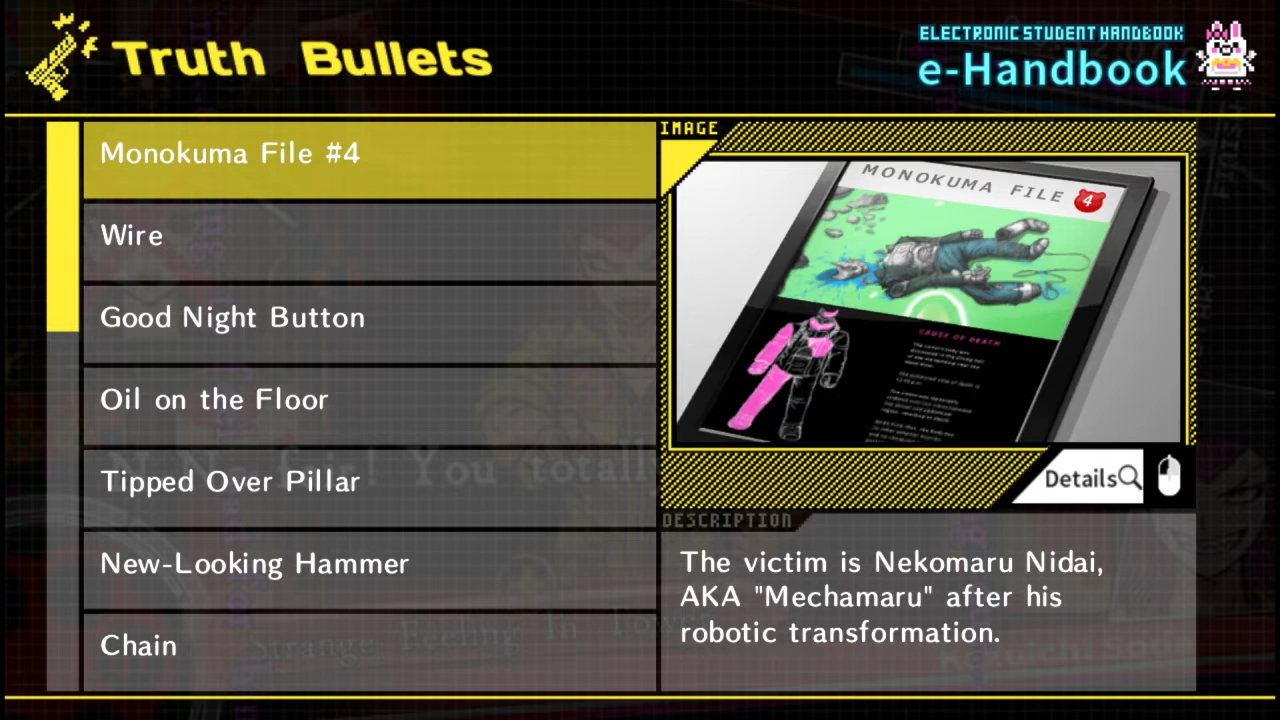 Truth Bullets
ELECTRONIC STUDENT HANDBOOK
e-Handbook
Monokuma File #4
Wire
Good Night Button
Oil on the Floor
Tipped Over Pillar
New-Looking Hammer
Chain
IMAGE
MONOKUMA FILE
4
CAUSE OF DEATH
Details
DESCRIPTION
The victim is Nekomaru Nidai,
AKA "Mechamaru" after his
robotic transformation.